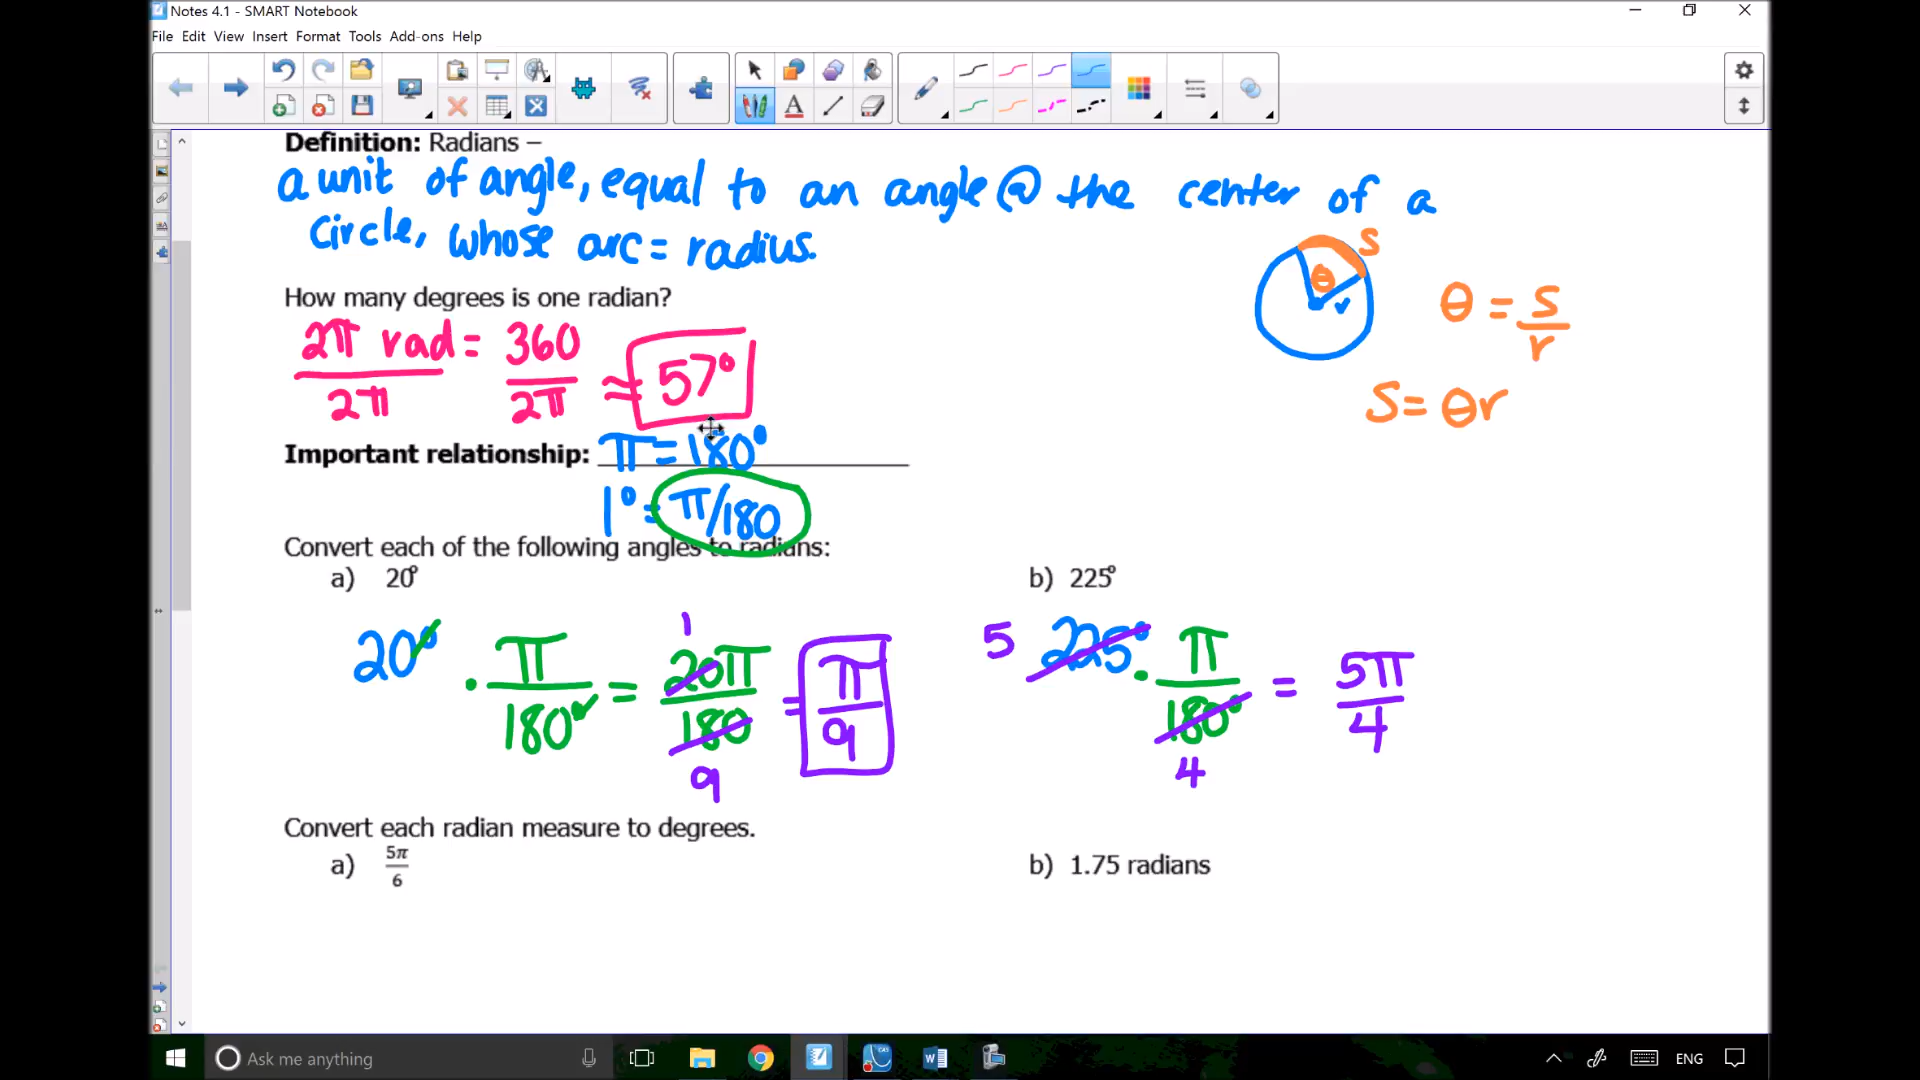 Notes 4.1 - SMART Notebook
File Edit View Insert Format Tools Add-ons Help
Definition: Radians –
a unit of angle, equal to an angle @ the center of a
circle, whose arc = radius.
s
θ
r
θ = s/r
s = θr
How many degrees is one radian?
2π rad/2π = 360/2π ≈ 57°
Important relationship: π = 180°
1° = π/180
Convert each of the following angles to radians:
a) 20° b) 225°
20° · π/180° = 20π/180 = π/9
1
9
5 225° · π/180° = 5π/4
4
Convert each radian measure to degrees.
a) 5π/6 b) 1.75 radians
Ask me anything
ENG